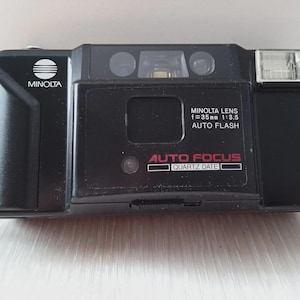 MINOLTA
MINOLTA LENS
f=35mm 1:3.5
AUTO FLASH
AUTO FOCUS
QUARTZ DATE